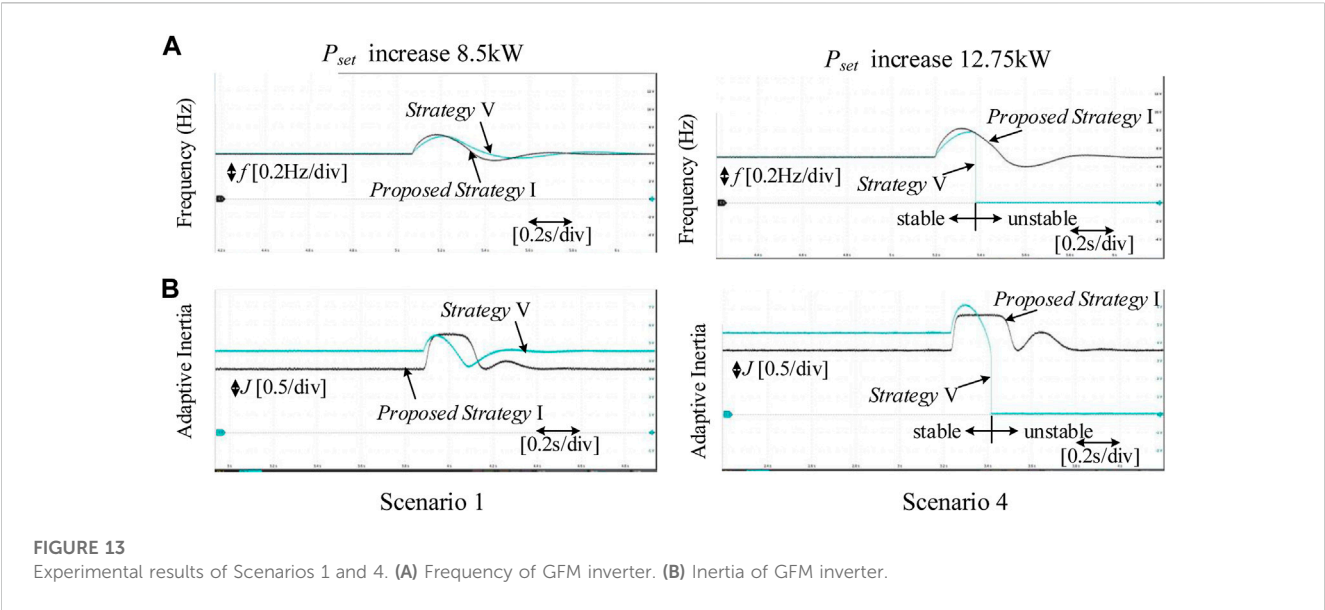 A
P_set increase 8.5kW
P_set increase 12.75kW
Frequency (Hz)
Strategy V
f [0.2Hz/div]
Proposed Strategy I
[0.2s/div]
Frequency (Hz)
Proposed Strategy I
f [0.2Hz/div]
Strategy V
stable
unstable
[0.2s/div]
B
Adaptive Inertia
Strategy V
J [0.5/div]
Proposed Strategy I
[0.2s/div]
Adaptive Inertia
Proposed Strategy I
J [0.5/div]
Strategy V
stable
unstable
[0.2s/div]
Scenario 1
Scenario 4
FIGURE 13
Experimental results of Scenarios 1 and 4. (A) Frequency of GFM inverter. (B) Inertia of GFM inverter.